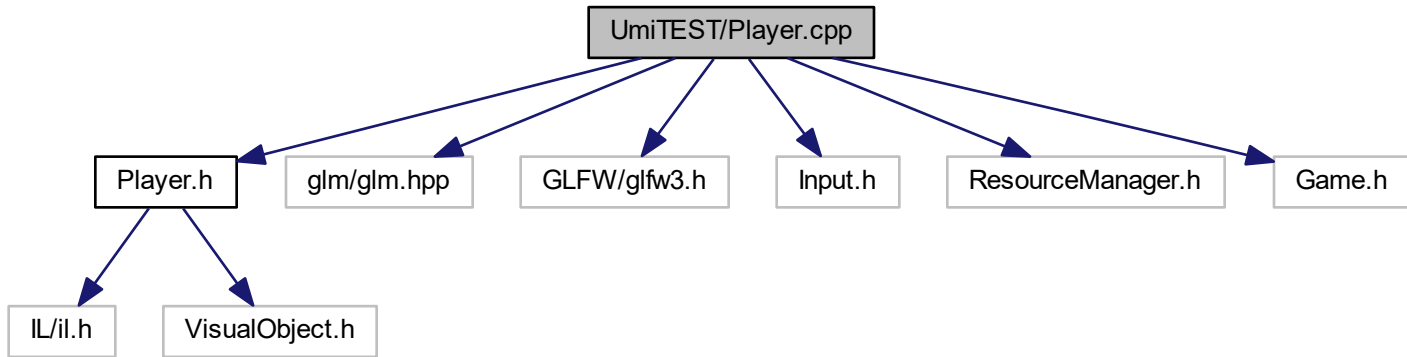 UmiTEST/Player.cpp
Player.h
glm/glm.hpp
GLFW/glfw3.h
Input.h
ResourceManager.h
Game.h
IL/il.h
VisualObject.h